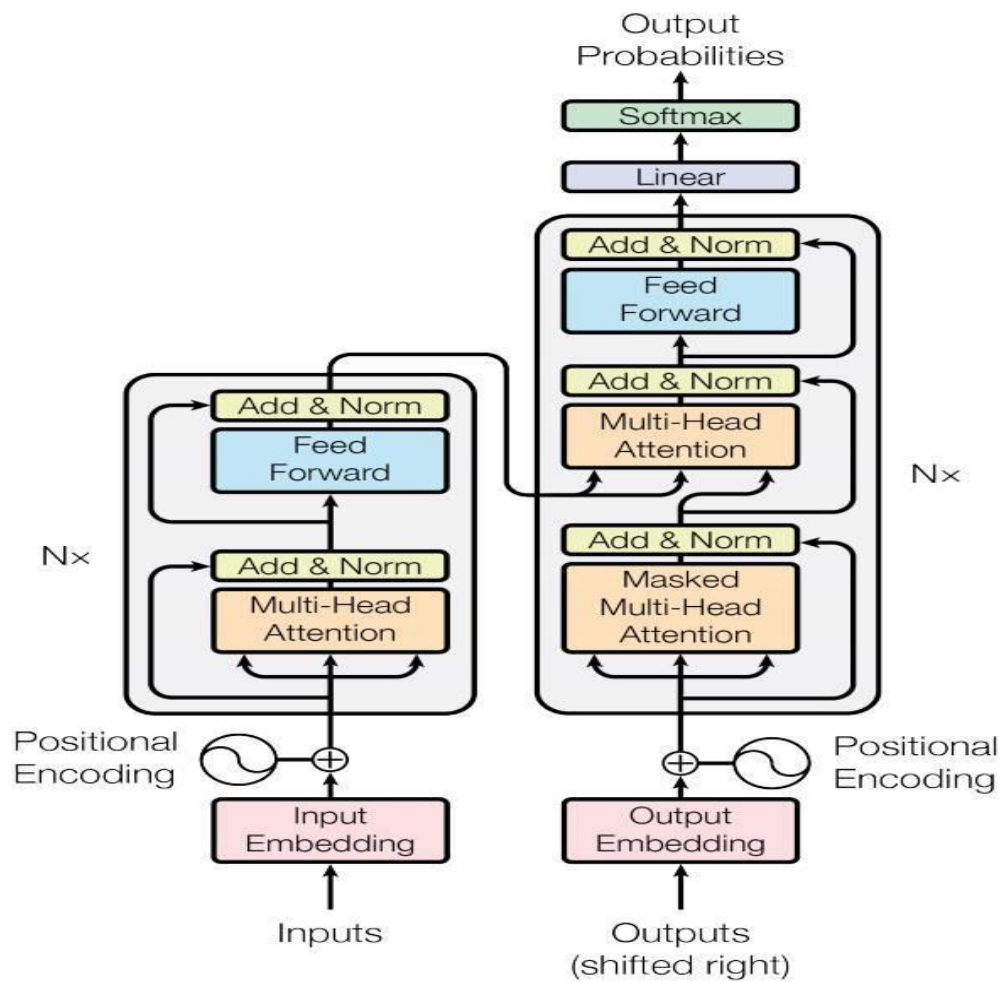 Output
Probabilities
Softmax
Linear
Add & Norm
Feed
Forward
Add & Norm
Multi-Head
Attention
Nx
Add & Norm
Masked
Multi-Head
Attention
Add & Norm
Feed
Forward
Nx
Add & Norm
Multi-Head
Attention
Positional
Encoding
Positional
Encoding
Input
Embedding
Output
Embedding
Inputs
Outputs
(shifted right)